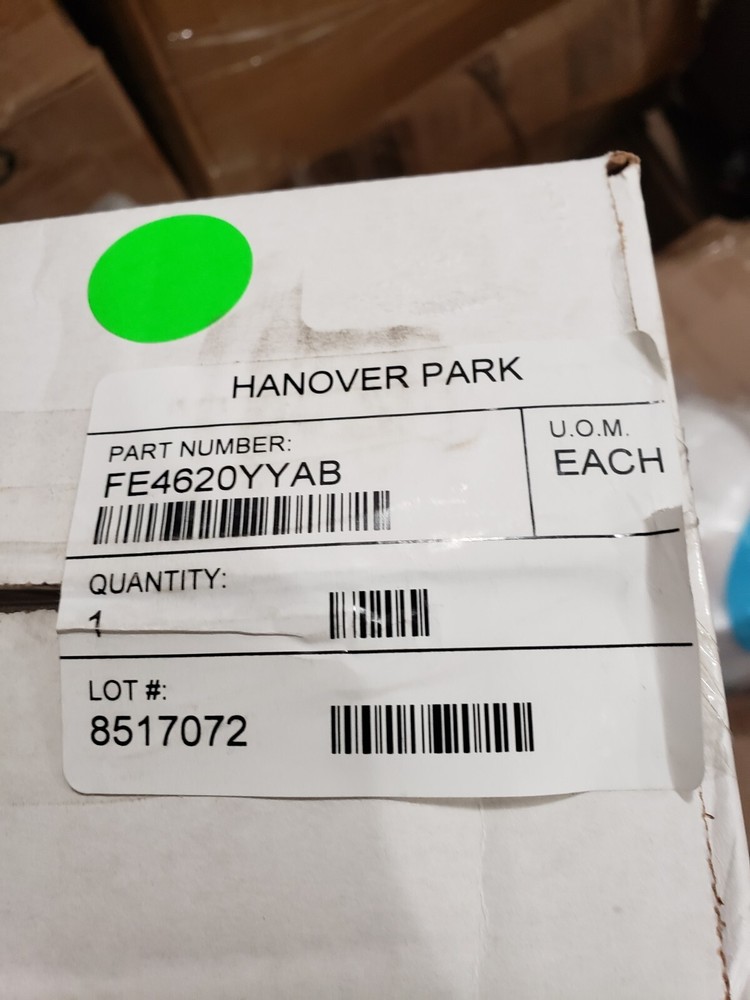 HANOVER PARK
PART NUMBER:
FE4620YYAB
U.O.M.
EACH
QUANTITY:
1
LOT #:
8517072